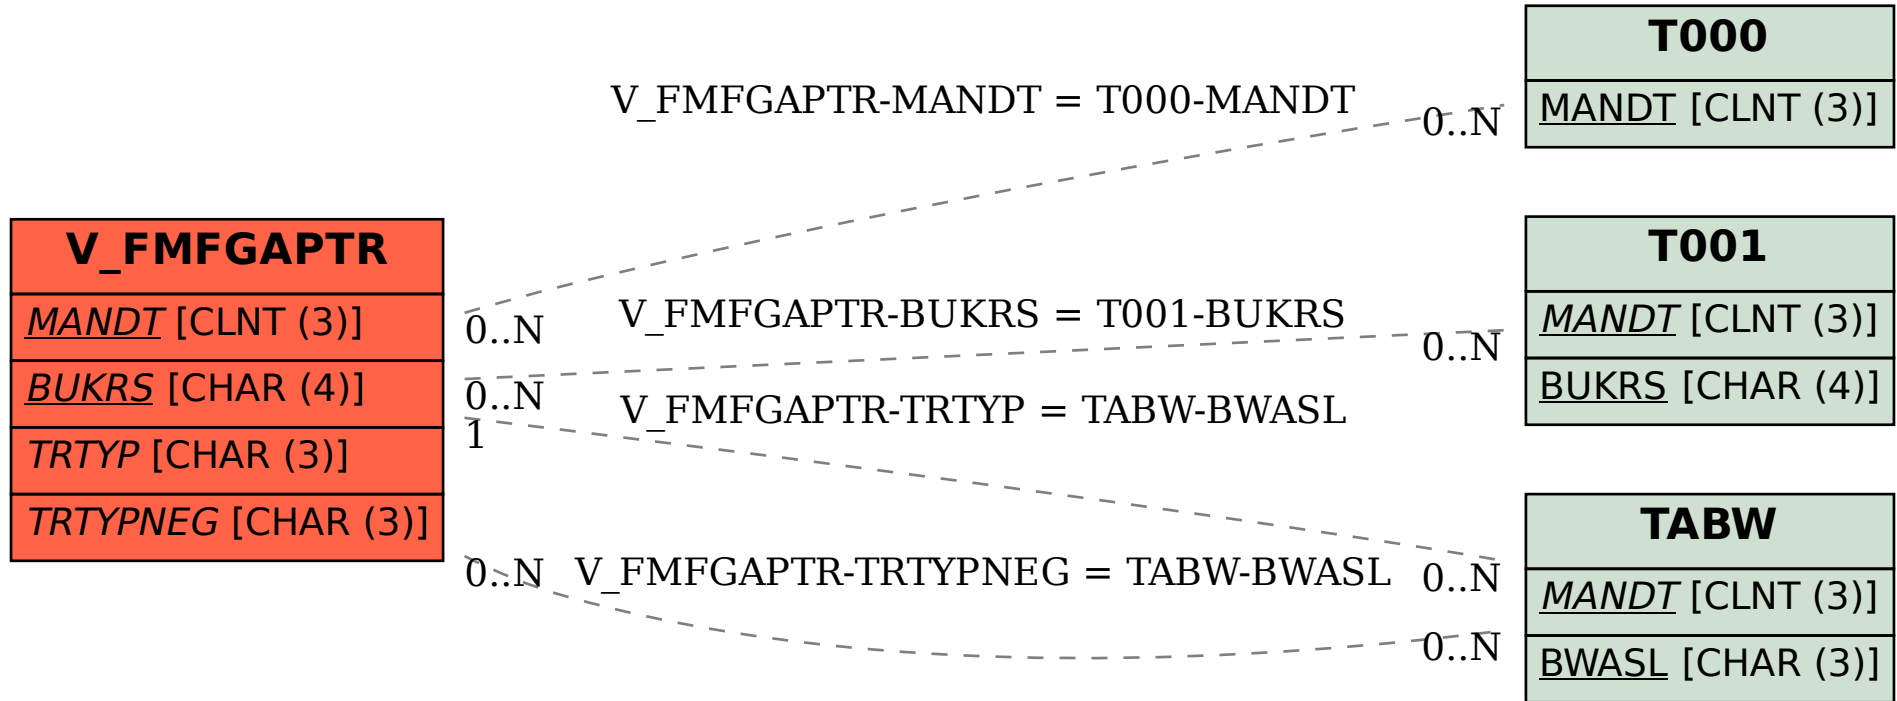 T000
MANDT [CLNT (3)]
V_FMFGAPTR-MANDT = T000-MANDT
0..N
V_FMFGAPTR
MANDT [CLNT (3)]
BUKRS [CHAR (4)]
TRTYP [CHAR (3)]
TRTYPNEG [CHAR (3)]
0..N
V_FMFGAPTR-BUKRS = T001-BUKRS
0..N
0..N
V_FMFGAPTR-TRTYP = TABW-BWASL
1
0..N
V_FMFGAPTR-TRTYPNEG = TABW-BWASL
0..N
0..N
T001
MANDT [CLNT (3)]
BUKRS [CHAR (4)]
TABW
MANDT [CLNT (3)]
BWASL [CHAR (3)]